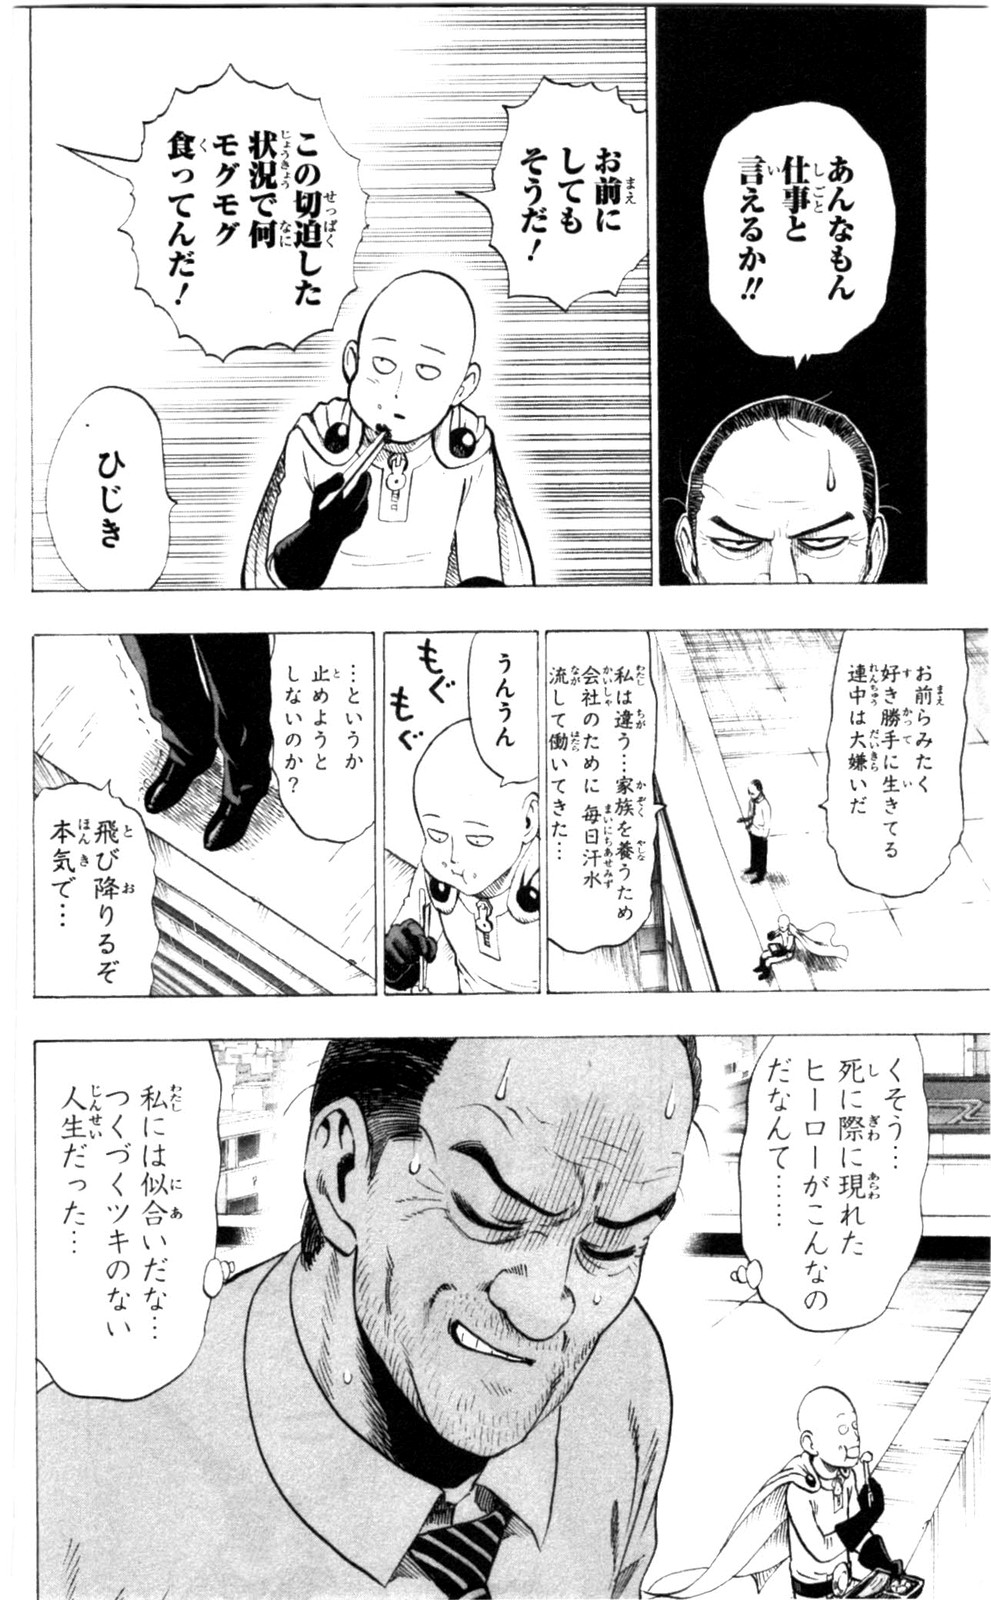 あんなもん
仕事と
言えるか!!
お前に
しても
そうだ!
この切迫した
状況で何
モグモグ
食ってんだ!
ひじき
お前らみたく
好き勝手に生きてる
連中は大嫌いだ
私は違う…家族を養うため
会社のために毎日汗水
流して働いてきた…
うんうん
もぐ
もぐ
…というか
止めようと
しないのか?
飛び降りるぞ
本気で…
くそう…
死に際に現れた
ヒーローがこんなの
だなんて……
私には似合いだな…
つくづくツキのない
人生だった…